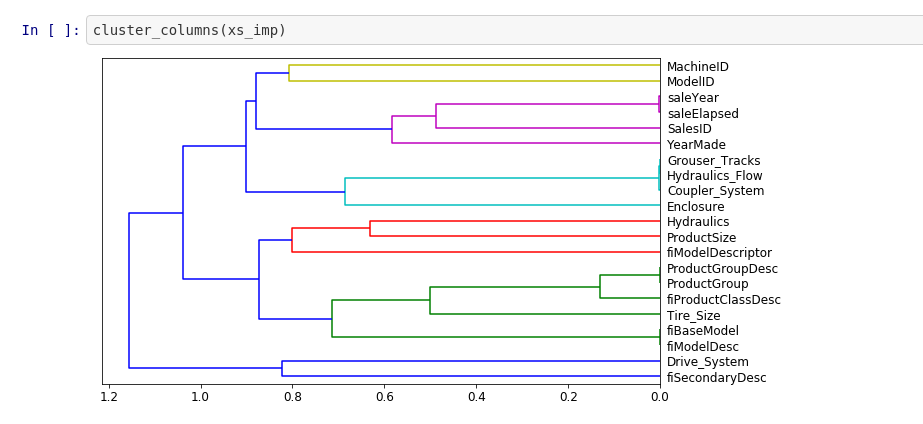 In [ ]: cluster_columns(xs_imp)
MachineID
ModelID
saleYear
saleElapsed
SalesID
YearMade
Grouser_Tracks
Hydraulics_Flow
Coupler_System
Enclosure
Hydraulics
ProductSize
fiModelDescriptor
ProductGroupDesc
ProductGroup
fiProductClassDesc
Tire_Size
fiBaseModel
fiModelDesc
Drive_System
fiSecondaryDesc
1.2 1.0 0.8 0.6 0.4 0.2 0.0